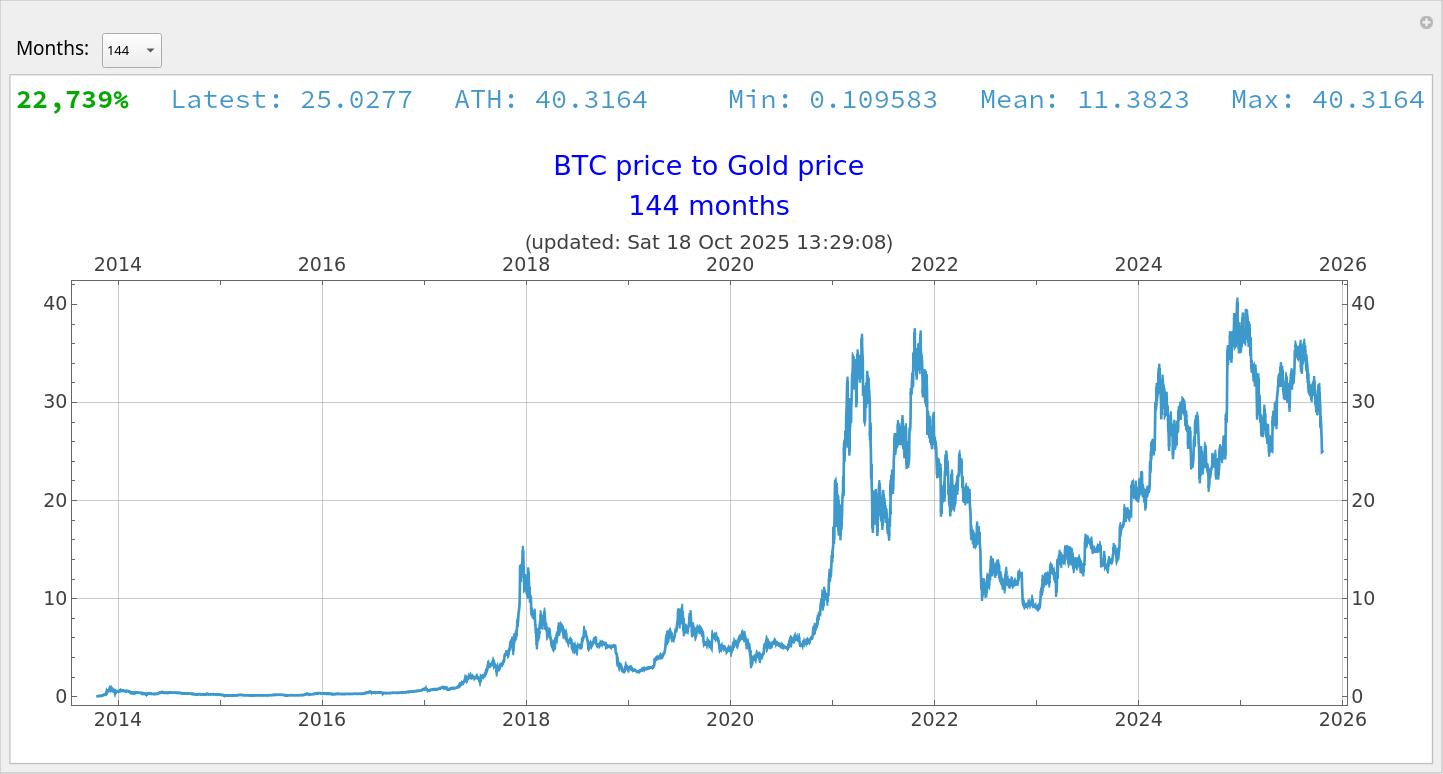 Months: 144
22,739% Latest: 25.0277 ATH: 40.3164 Min: 0.109583 Mean: 11.3823 Max: 40.3164
BTC price to Gold price
144 months
(updated: Sat 18 Oct 2025 13:29:08)
2014 2016 2018 2020 2022 2024 2026
40 40
30 30
20 20
10 10
0 0
2014 2016 2018 2020 2022 2024 2026